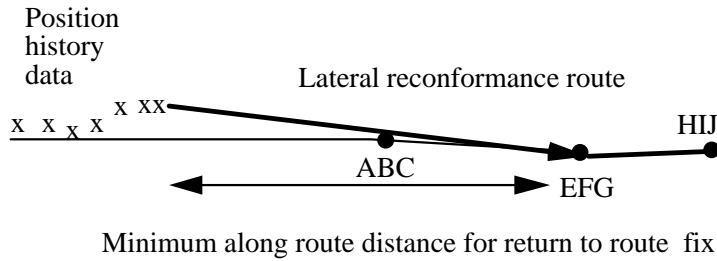 Position
history
data
Lateral reconformance route
x x x x x xx
HIJ
ABC
EFG
Minimum along route distance for return to route fix